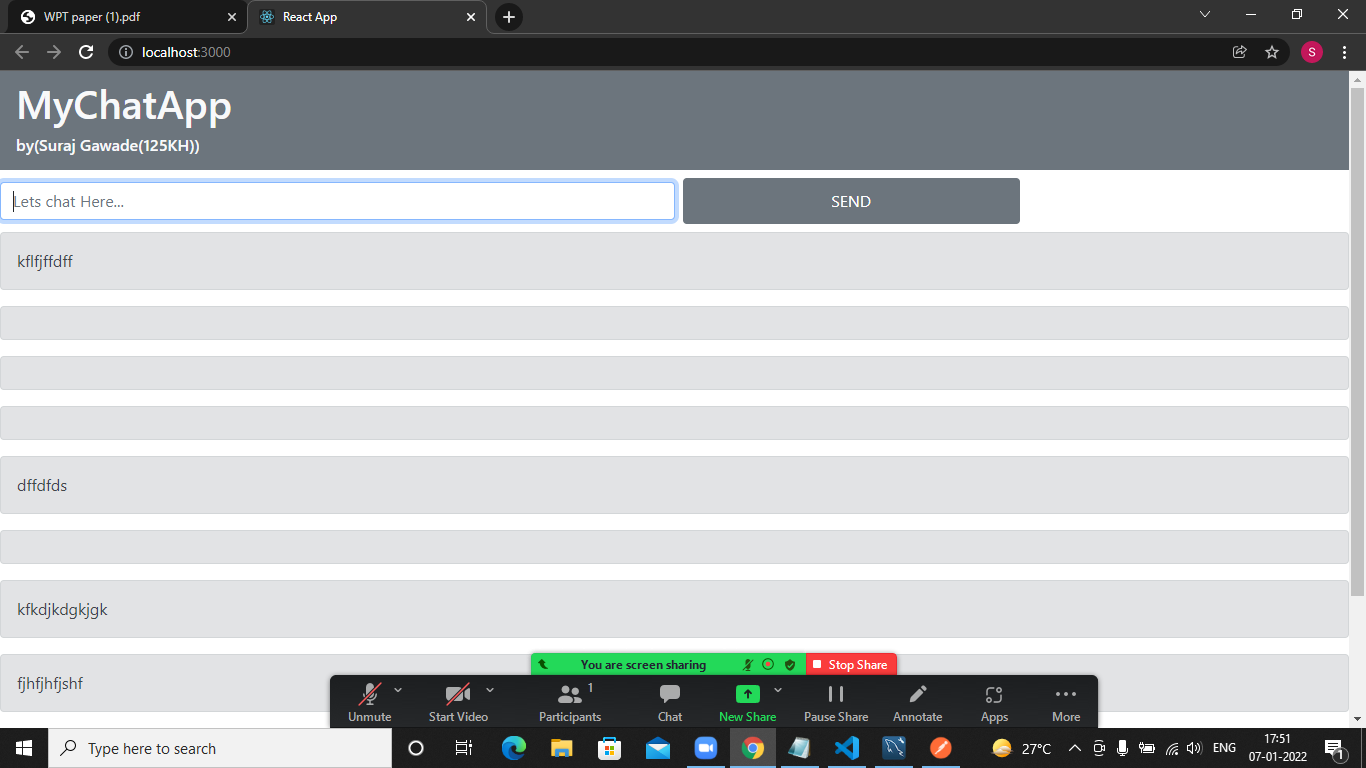 WPT paper (1).pdf
React App
localhost:3000
S
MyChatApp
by(Suraj Gawade(125KH))
Lets chat Here...
SEND
kflfjffdff
dffdfds
kfkdjkdgkjgk
fjhfjhfjshf
You are screen sharing
Stop Share
Unmute
Start Video
1
Participants
Chat
New Share
Pause Share
Annotate
Apps
More
Type here to search
27°C
ENG
17:51
07-01-2022
1